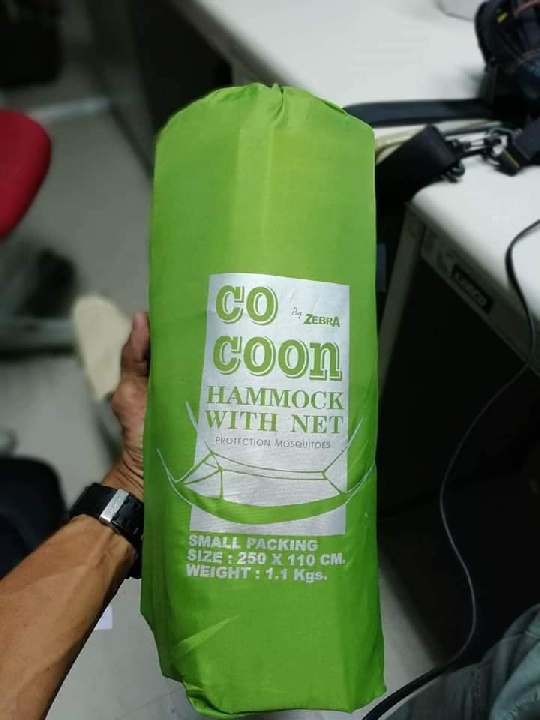 CO
By ZEBRA
COON
HAMMOCK
WITH NET
PROTECTION MOSQUITOES
SMALL PACKING
SIZE : 250 X 110 CM.
WEIGHT : 1.1 Kgs.